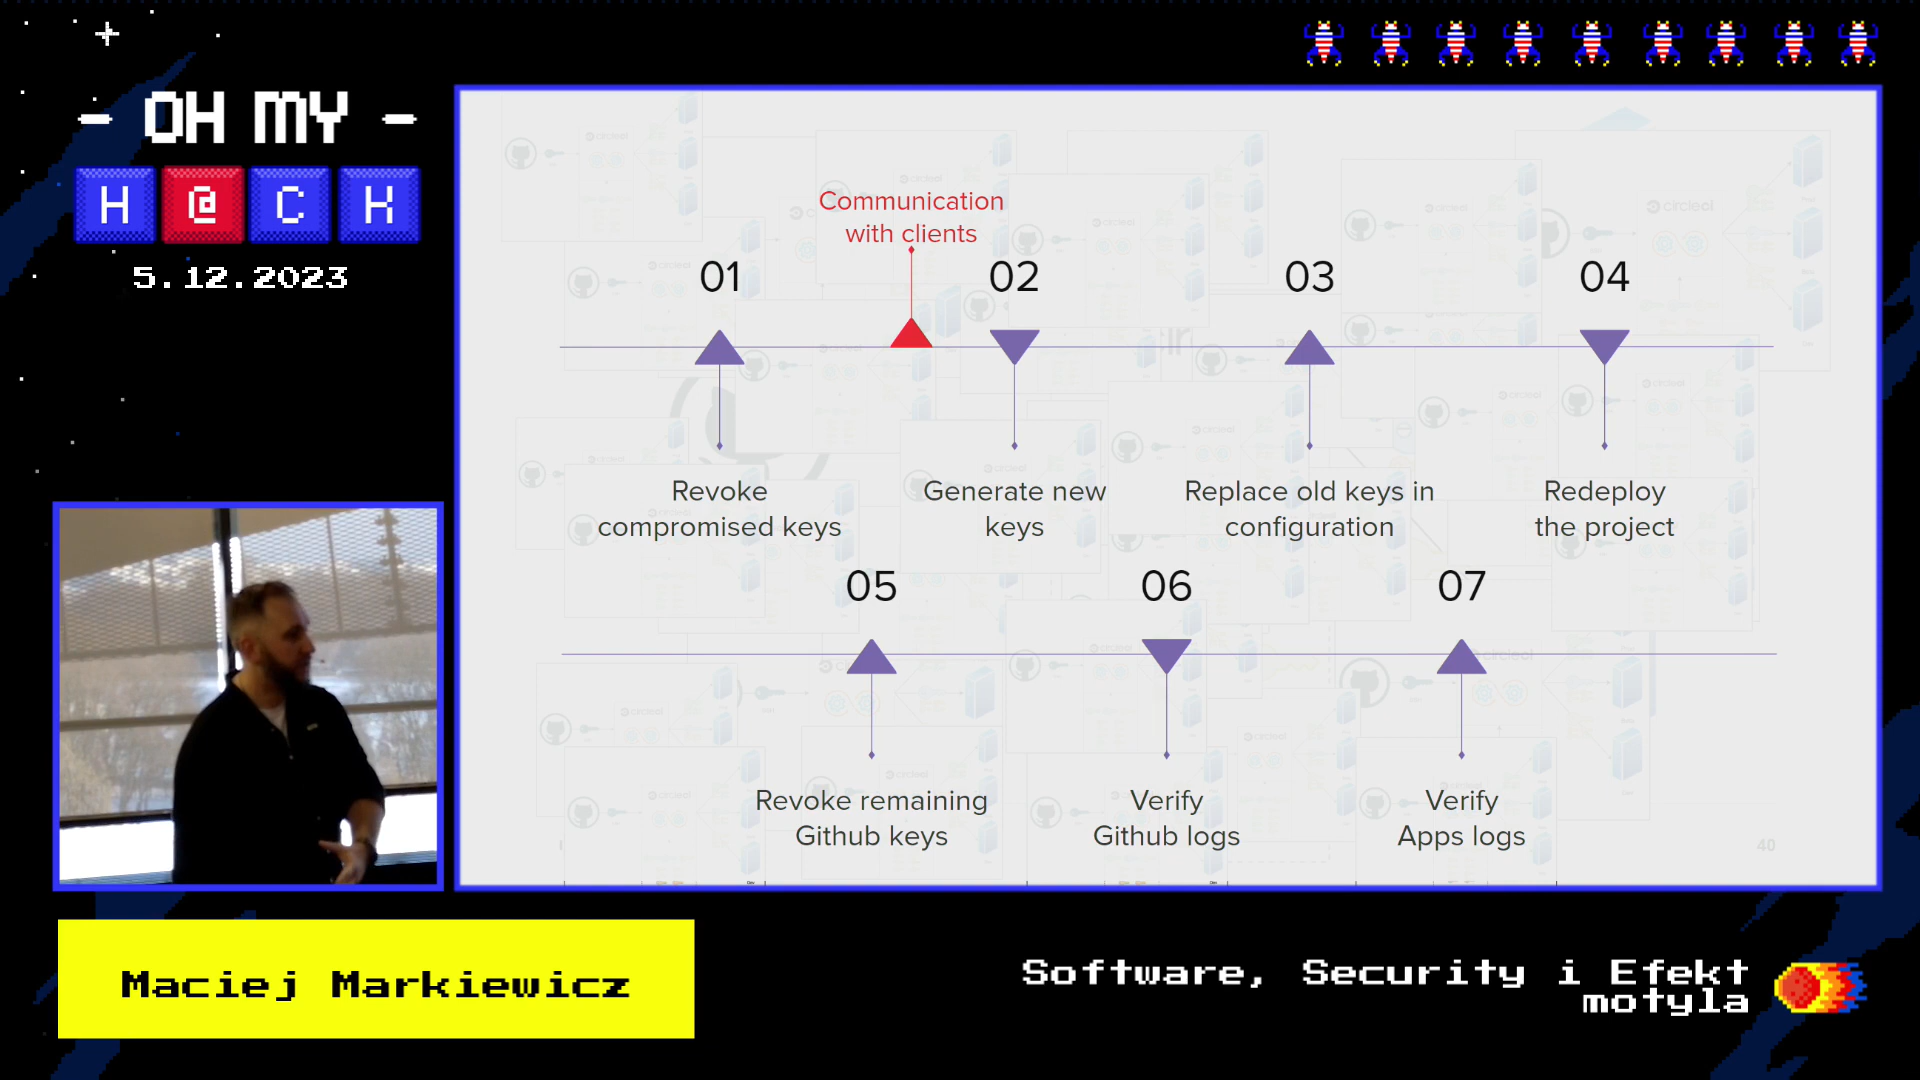 - OH MY -
H@CK
5.12.2023
Communication
with clients
01
02
03
04
Revoke
compromised keys
Generate new
keys
Replace old keys in
configuration
Redeploy
the project
05
06
07
Revoke remaining
Github keys
Verify
Github logs
Verify
Apps logs
40
Maciej Markiewicz
Software, Security i Efekt
motyla